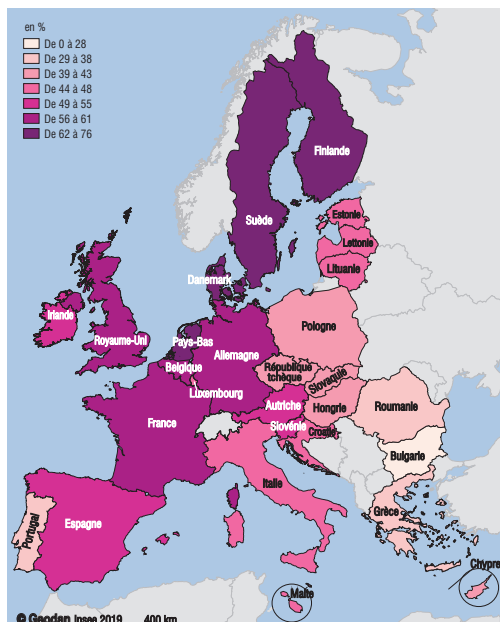 en %
De 0 à 28
De 29 à 38
De 39 à 43
De 44 à 48
De 49 à 55
De 56 à 61
De 62 à 76
Finlande
Suède
Estonie
Lettonie
Lituanie
Danemark
Irlande
Royaume-Uni
Pays-Bas
Pologne
Allemagne
Belgique
République
tchèque
Slovaquie
Luxembourg
Autriche
Hongrie
Roumanie
France
Slovénie
Croatie
Bulgarie
Italie
Portugal
Espagne
Grèce
Chypre
Malte
© Geodan Insee 2019 400 km